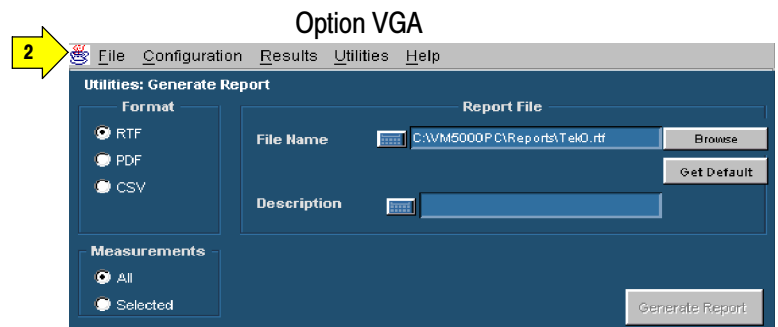 Option VGA
2
File Configuration Results Utilities Help
Utilities: Generate Report
Format
Report File
RTF
File Name C:\VM5000PC\Reports\Tek0.rtf Browse
PDF
Get Default
CSV
Description
Measurements
All
Selected
Generate Report